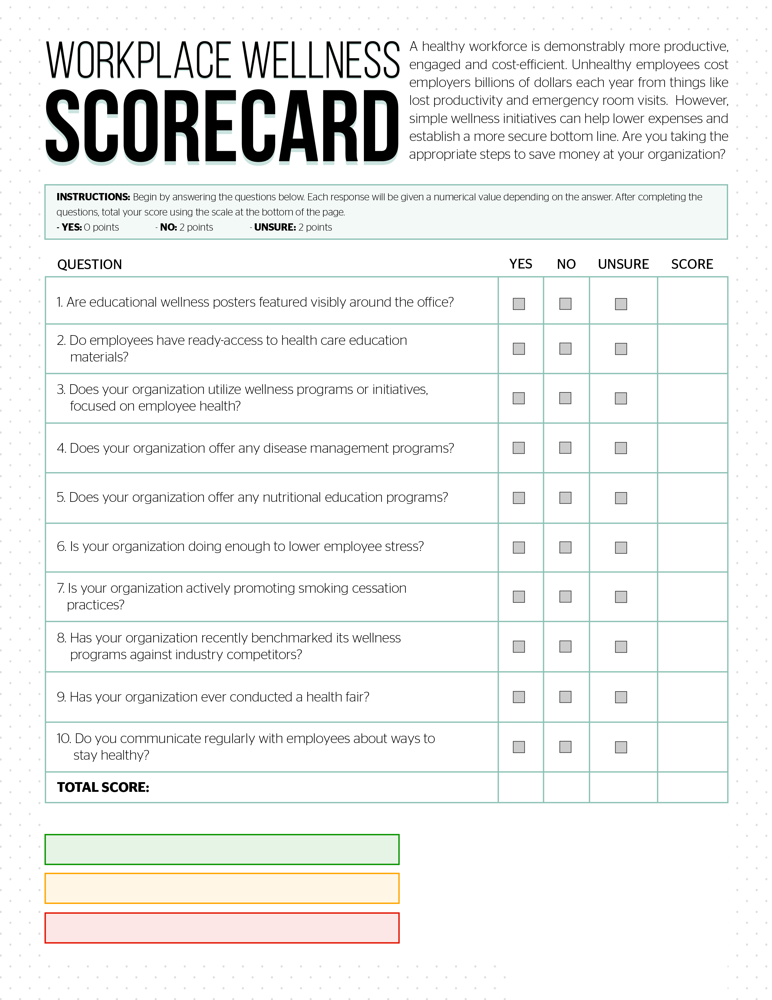 WORKPLACE WELLNESS
SCORECARD
A healthy workforce is demonstrably more productive,
engaged and cost-efficient. Unhealthy employees cost
employers billions of dollars each year from things like
lost productivity and emergency room visits.  However,
simple wellness initiatives can help lower expenses and
establish a more secure bottom line. Are you taking the
appropriate steps to save money at your organization?
INSTRUCTIONS: Begin by answering the questions below. Each response will be given a numerical value depending on the answer. After completing the
questions, total your score using the scale at the bottom of the page.
- YES: 0 points - NO: 2 points - UNSURE: 2 points
QUESTION YES NO UNSURE SCORE
1. Are educational wellness posters featured visibly around the office?
2. Do employees have ready-access to health care education
materials?
3. Does your organization utilize wellness programs or initiatives,
focused on employee health?
4. Does your organization offer any disease management programs?
5. Does your organization offer any nutritional education programs?
6. Is your organization doing enough to lower employee stress?
7. Is your organization actively promoting smoking cessation
practices?
8. Has your organization recently benchmarked its wellness
programs against industry competitors?
9. Has your organization ever conducted a health fair?
10. Do you communicate regularly with employees about ways to
stay healthy?
TOTAL SCORE: